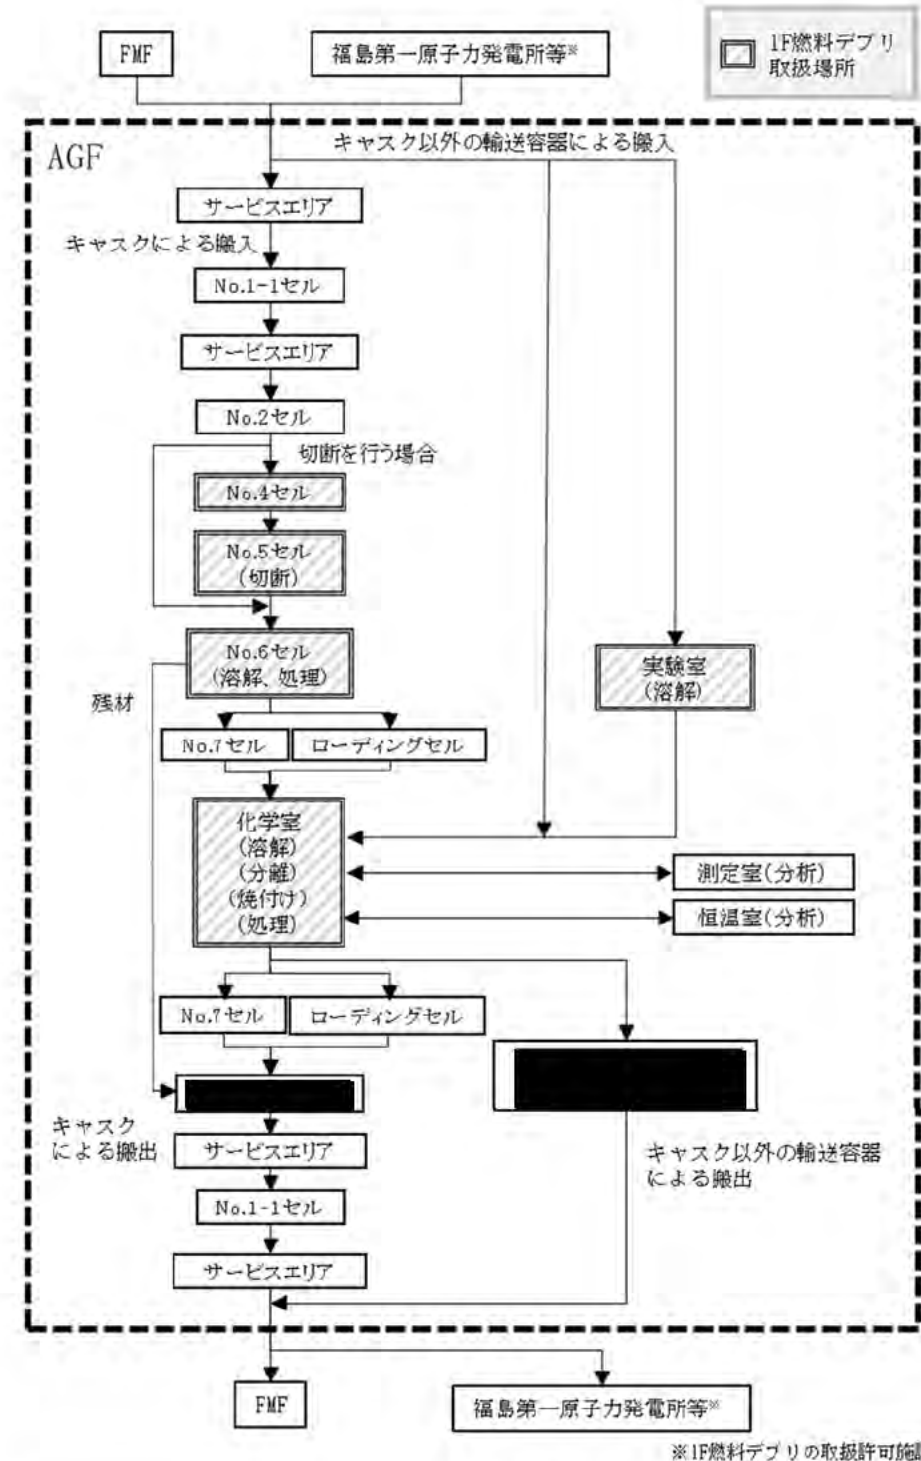 FMF
福島第一原子力発電所等※
1F燃料デブリ
取扱場所
AGF
キャスク以外の輸送容器による搬入
サービスエリア
キャスクによる搬入
No.1-1セル
サービスエリア
No.2セル
切断を行う場合
No.4セル
No.5セル
(切断)
No.6セル
(溶解、処理)
実験室
(溶解)
残材
No.7セル
ローディングセル
化学室
(溶解)
(分離)
(焼付け)
(処理)
測定室(分析)
恒温室(分析)
No.7セル
ローディングセル
キャスク
による搬出
サービスエリア
キャスク以外の輸送容器
による搬出
No.1-1セル
サービスエリア
FMF
福島第一原子力発電所等※
※1F燃料デブリの取扱許可施